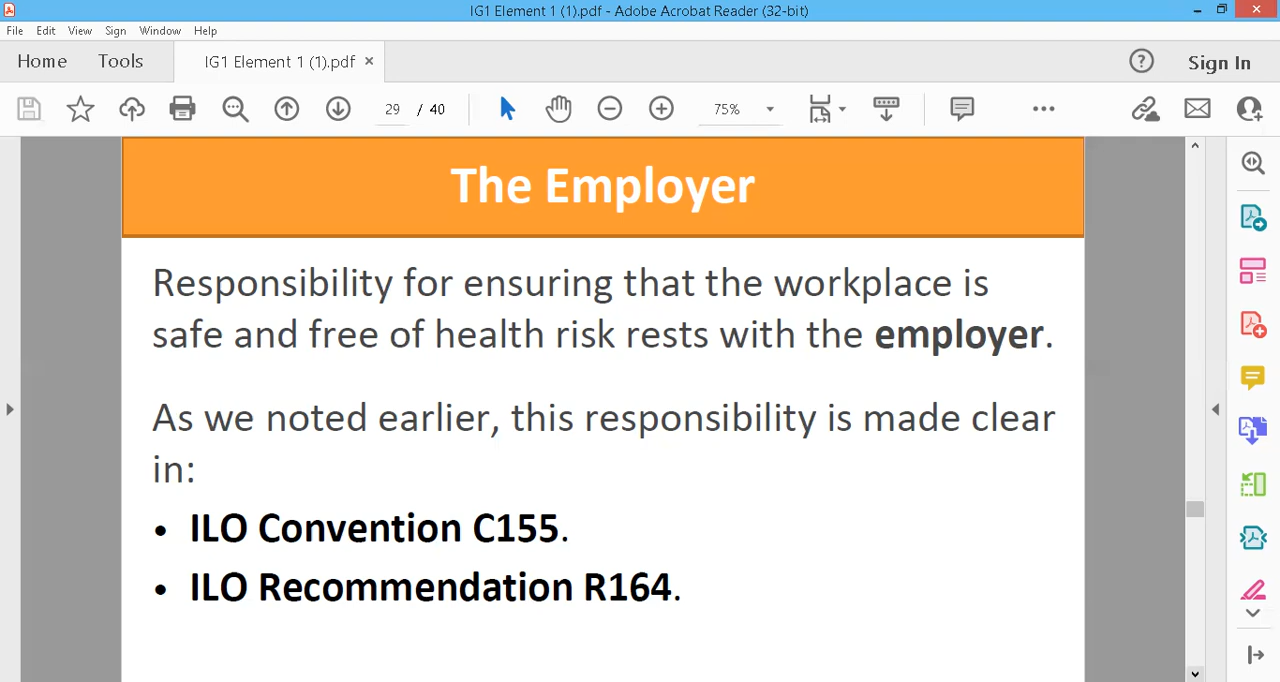 IG1 Element 1 (1).pdf - Adobe Acrobat Reader (32-bit)
File Edit View Sign Window Help
Home Tools IG1 Element 1 (1).pdf × Sign In
29 / 40 75%
The Employer
Responsibility for ensuring that the workplace is
safe and free of health risk rests with the employer.
As we noted earlier, this responsibility is made clear
in:
• ILO Convention C155.
• ILO Recommendation R164.